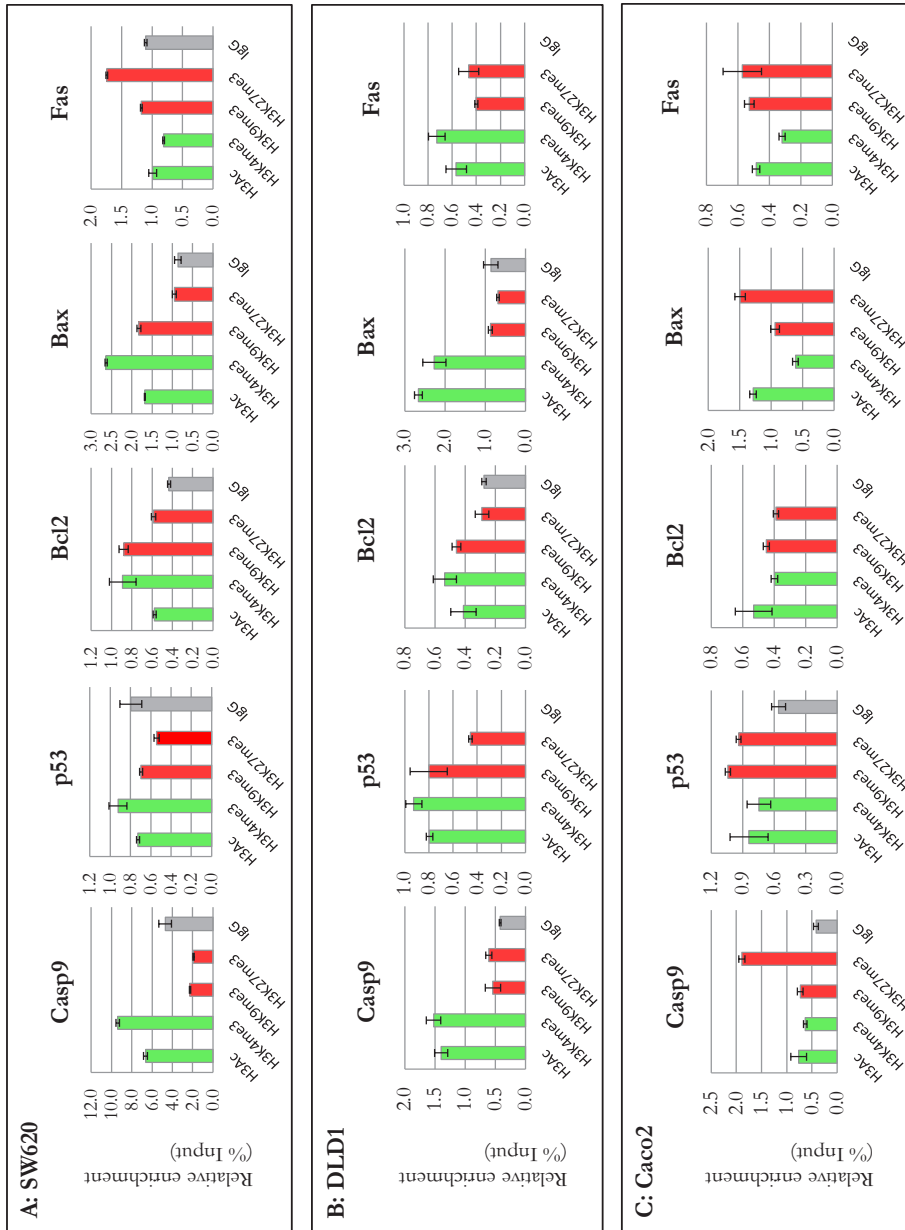 A: SW620
Relative enrichment
(% Input)
Casp9
12.0
10.0
8.0
6.0
4.0
2.0
0.0
H3Ac
H3K4me3
H3K9me3
H3K27me3
IgG
p53
1.2
1.0
0.8
0.6
0.4
0.2
0.0
H3Ac
H3K4me3
H3K9me3
H3K27me3
IgG
Bcl2
1.2
1.0
0.8
0.6
0.4
0.2
0.0
H3Ac
H3K4me3
H3K9me3
H3K27me3
IgG
Bax
3.0
2.5
2.0
1.5
1.0
0.5
0.0
H3Ac
H3K4me3
H3K9me3
H3K27me3
IgG
Fas
2.0
1.5
1.0
0.5
0.0
H3Ac
H3K4me3
H3K9me3
H3K27me3
IgG
B: DLD1
Relative enrichment
(% Input)
Casp9
2.0
1.5
1.0
0.5
0.0
H3Ac
H3K4me3
H3K9me3
H3K27me3
IgG
p53
1.0
0.8
0.6
0.4
0.2
0.0
H3Ac
H3K4me3
H3K9me3
H3K27me3
IgG
Bcl2
0.8
0.6
0.4
0.2
0.0
H3Ac
H3K4me3
H3K9me3
H3K27me3
IgG
Bax
3.0
2.0
1.0
0.0
H3Ac
H3K4me3
H3K9me3
H3K27me3
IgG
Fas
1.0
0.8
0.6
0.4
0.2
0.0
H3Ac
H3K4me3
H3K9me3
H3K27me3
IgG
C: Caco2
Relative enrichment
(% Input)
Casp9
2.5
2.0
1.5
1.0
0.5
0.0
H3Ac
H3K4me3
H3K9me3
H3K27me3
IgG
p53
1.2
0.9
0.6
0.3
0.0
H3Ac
H3K4me3
H3K9me3
H3K27me3
IgG
Bcl2
0.8
0.6
0.4
0.2
0.0
H3Ac
H3K4me3
H3K9me3
H3K27me3
IgG
Bax
2.0
1.5
1.0
0.5
0.0
H3Ac
H3K4me3
H3K9me3
H3K27me3
IgG
Fas
0.8
0.6
0.4
0.2
0.0
H3Ac
H3K4me3
H3K9me3
H3K27me3
IgG